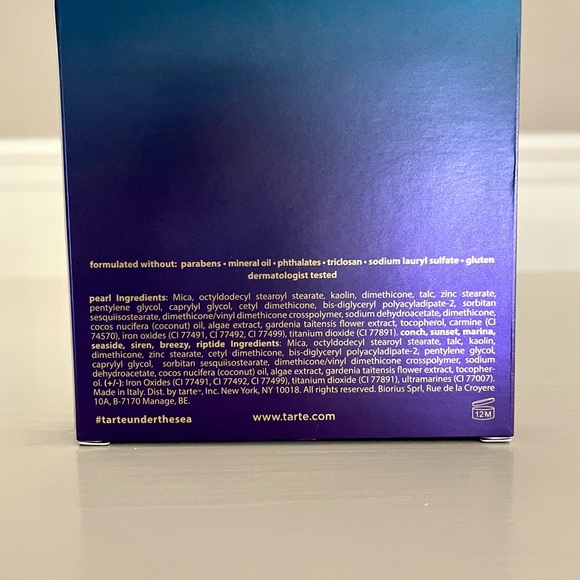 formulated without: parabens • mineral oil • phthalates • triclosan • sodium lauryl sulfate • gluten
dermatologist tested
pearl Ingredients: Mica, octyldodecyl stearoyl stearate, kaolin, dimethicone, talc, zinc stearate,
pentylene glycol, caprylyl glycol, cetyl dimethicone, bis-diglyceryl polyacyladipate-2, sorbitan
sesquiisostearate, dimethicone/vinyl dimethicone crosspolymer, sodium dehydroacetate, dimethicone,
cocos nucifera (coconut) oil, algae extract, gardenia taitensis flower extract, tocopherol, carmine (CI
74570), iron oxides (CI 77491, CI 77492, CI 77499), titanium dioxide (CI 77891). conch, sunset, marina,
seaside, siren, breezy, riptide Ingredients: Mica, octyldodecyl stearoyl stearate, talc, kaolin,
dimethicone, zinc stearate, cetyl dimethicone, bis-diglyceryl polyacyladipate-2, pentylene glycol,
caprylyl glycol, sorbitan sesquiisostearate, dimethicone/vinyl dimethicone crosspolymer, sodium
dehydroacetate, cocos nucifera (coconut) oil, algae extract, gardenia taitensis flower extract, tocopher-
ol. (+/-): Iron Oxides (CI 77491, CI 77492, CI 77499), titanium dioxide (CI 77891), ultramarines (CI 77007).
Made in Italy. Dist. by tarte™, Inc. New York, NY 10018. All rights reserved. Biorius Sprl, Rue de la Croyere
10A, B-7170 Manage, BE.
#tarteunderthesea www.tarte.com 12M